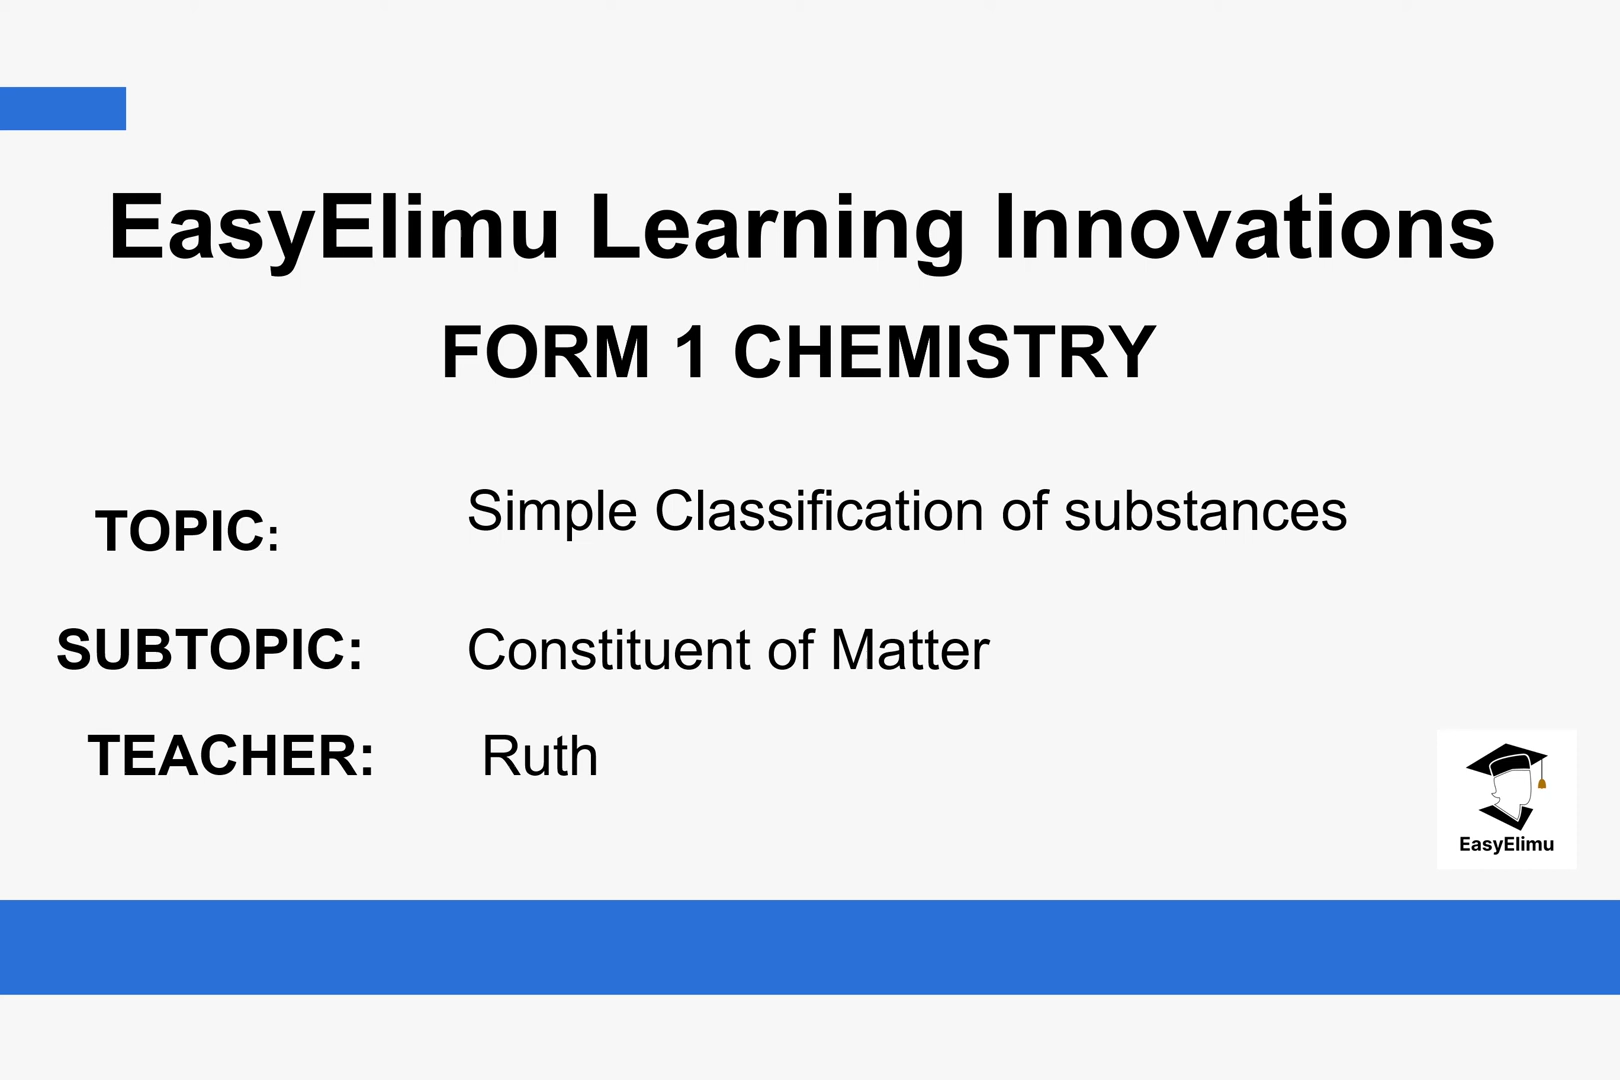 EasyElimu Learning Innovations
FORM 1 CHEMISTRY
TOPIC: Simple Classification of substances
SUBTOPIC: Constituent of Matter
TEACHER: Ruth
EasyElimu